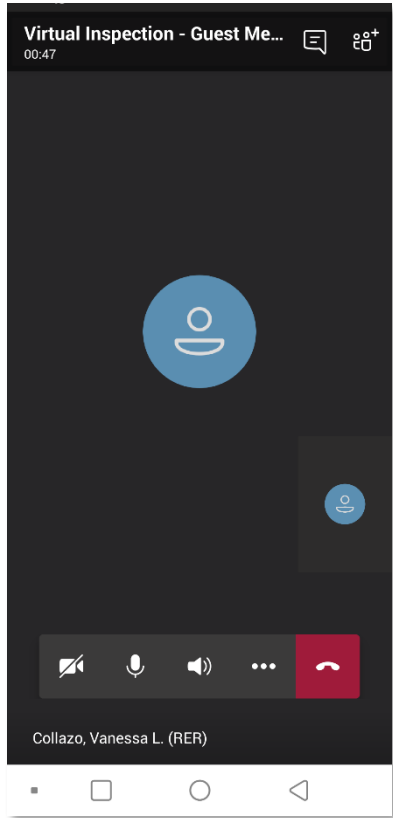 Virtual Inspection - Guest Me...
00:47
Collazo, Vanessa L. (RER)